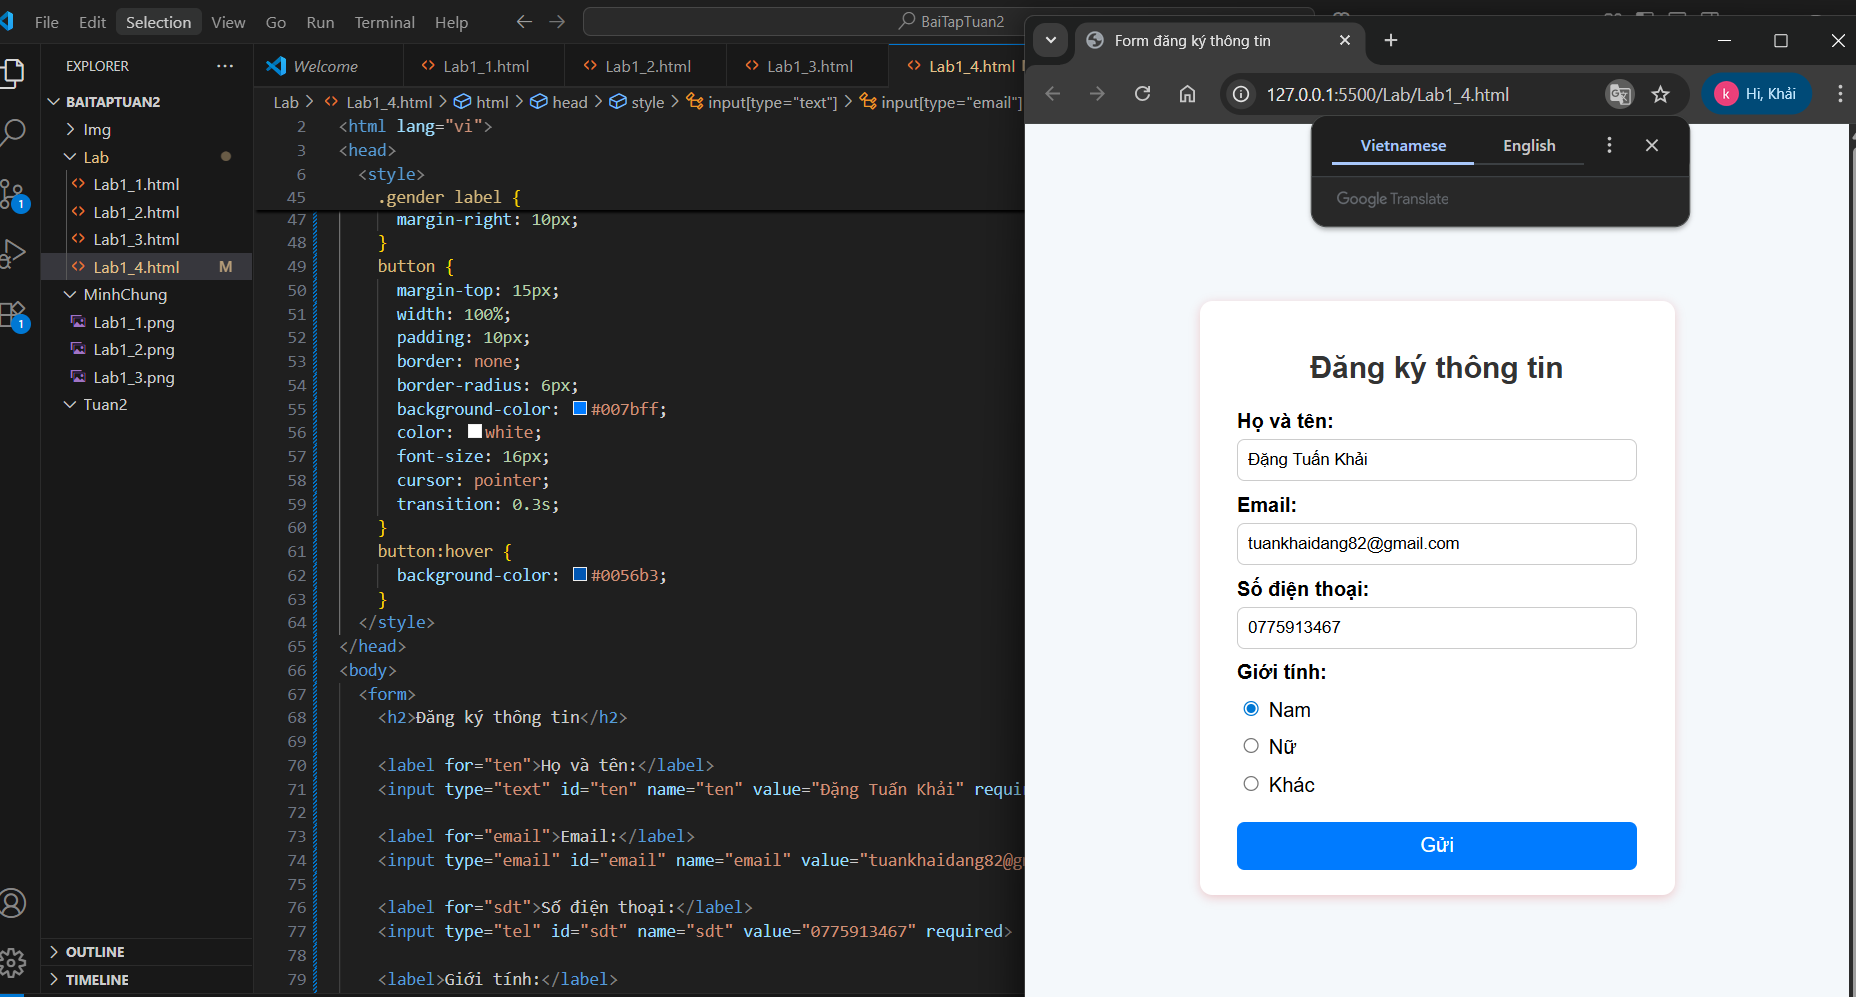 File Edit Selection View Go Run Terminal Help
BaiTapTuan2
EXPLORER
BAITAPTUAN2
Img
Lab
Lab1_1.html
Lab1_2.html
Lab1_3.html
Lab1_4.html M
MinhChung
Lab1_1.png
Lab1_2.png
Lab1_3.png
Tuan2
OUTLINE
TIMELINE
1
1
Welcome Lab1_1.html Lab1_2.html Lab1_3.html Lab1_4.html
Lab > Lab1_4.html > html > head > style > input[type="text"] > input[type="email"]
2 <html lang="vi">
3 <head>
6 <style>
45 .gender label {
47 margin-right: 10px;
48 }
49 button {
50 margin-top: 15px;
51 width: 100%;
52 padding: 10px;
53 border: none;
54 border-radius: 6px;
55 background-color: #007bff;
56 color: white;
57 font-size: 16px;
58 cursor: pointer;
59 transition: 0.3s;
60 }
61 button:hover {
62 background-color: #0056b3;
63 }
64 </style>
65 </head>
66 <body>
67 <form>
68 <h2>Đăng ký thông tin</h2>
69
70 <label for="ten">Họ và tên:</label>
71 <input type="text" id="ten" name="ten" value="Đặng Tuấn Khải" requi
72
73 <label for="email">Email:</label>
74 <input type="email" id="email" name="email" value="tuankhaidang82@g
75
76 <label for="sdt">Số điện thoại:</label>
77 <input type="tel" id="sdt" name="sdt" value="0775913467" required>
78
79 <label>Giới tính:</label>
Form đăng ký thông tin
127.0.0.1:5500/Lab/Lab1_4.html
k Hi, Khải
Vietnamese English
Google Translate
Đăng ký thông tin
Họ và tên:
Đặng Tuấn Khải
Email:
tuankhaidang82@gmail.com
Số điện thoại:
0775913467
Giới tính:
Nam
Nữ
Khác
Gửi